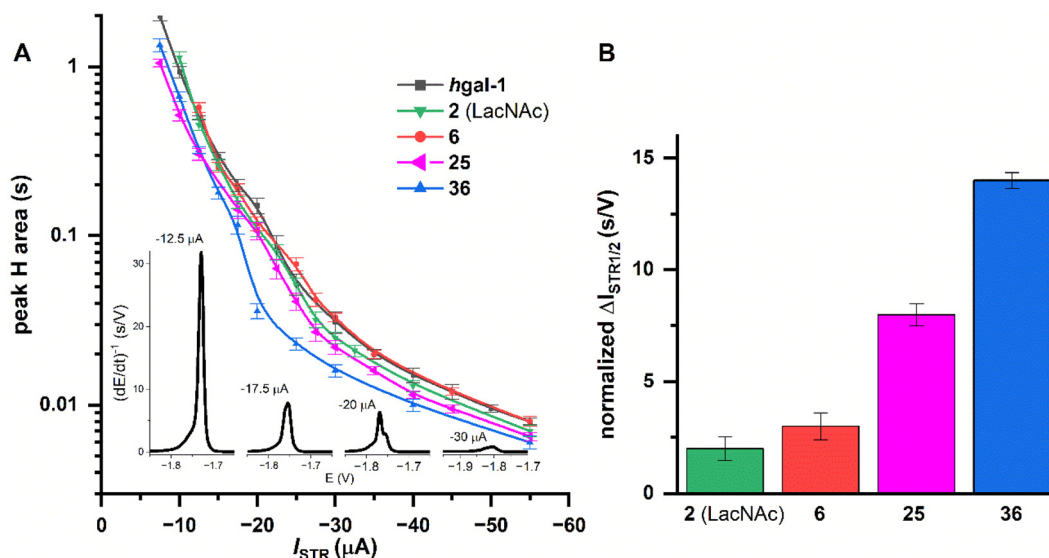 A
peak H area (s)
1
0.1
0.01
hgal-1
2 (LacNAc)
6
25
36
(dE/dt)⁻¹ (s/V)
30
20
10
0
-12.5 µA
-17.5 µA
-20 µA
-30 µA
−1.8 −1.7 −1.8 −1.7 −1.8 −1.7 −1.9 −1.8 −1.7
E (V)
0 −10 −20 −30 −40 −50 −60
I_STR (µA)
B
normalized ΔI_STR1/2 (s/V)
15
10
5
0
2 (LacNAc) 6 25 36